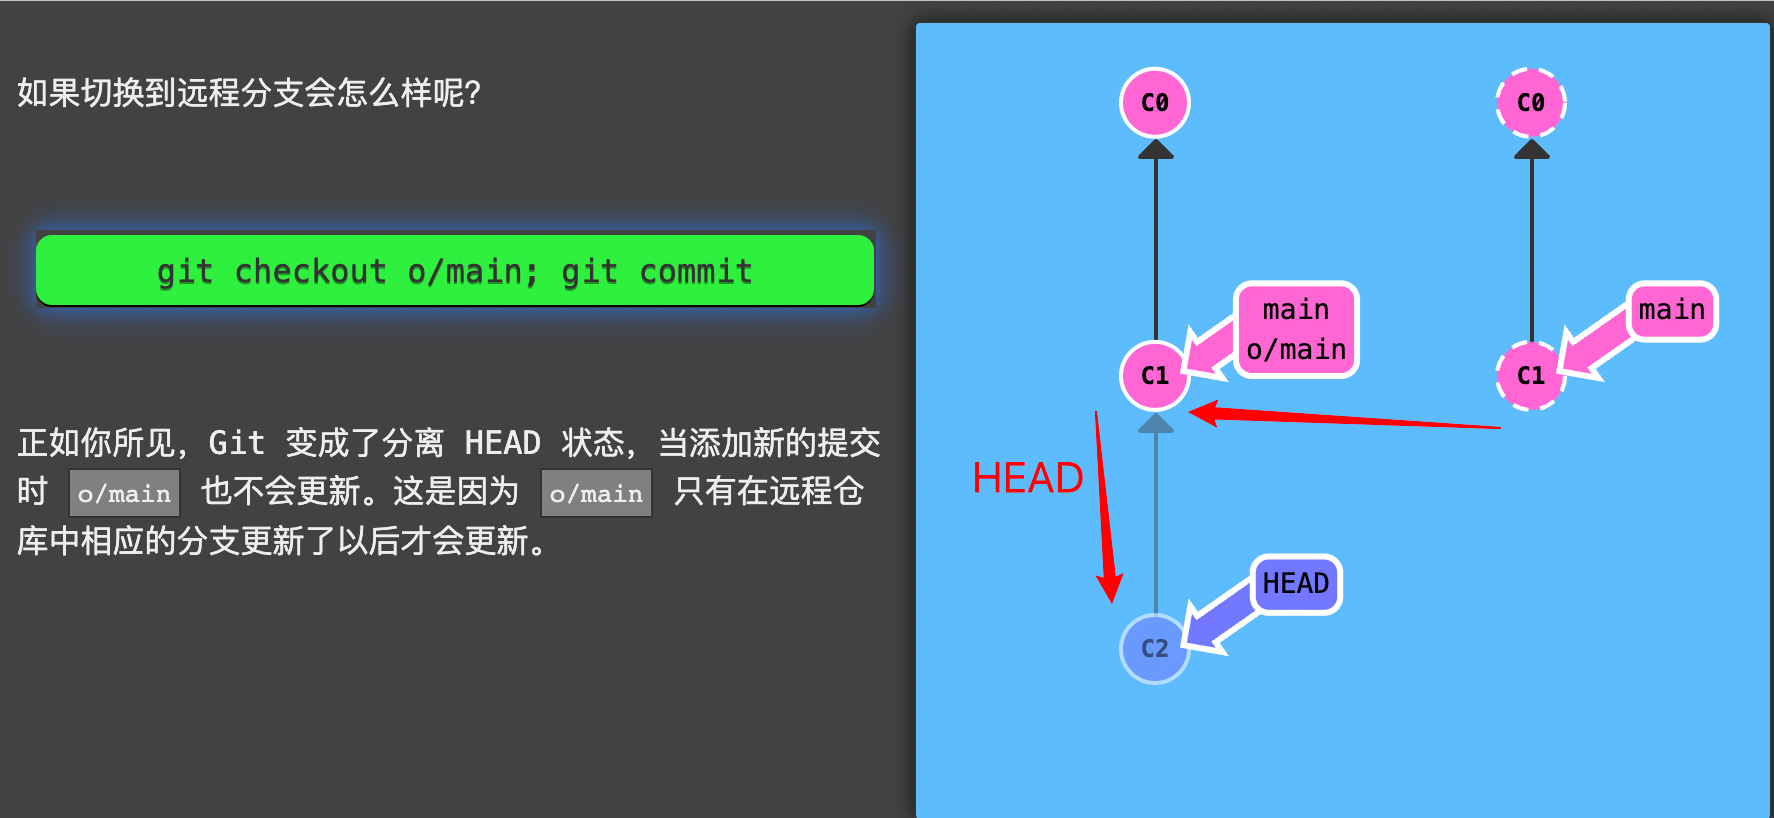 如果切换到远程分支会怎么样呢?
git checkout o/main; git commit
正如你所见，Git 变成了分离 HEAD 状态，当添加新的提交
时 o/main 也不会更新。这是因为 o/main 只有在远程仓
库中相应的分支更新了以后才会更新。
C0
C0
main
o/main
main
C1
C1
HEAD
HEAD
C2